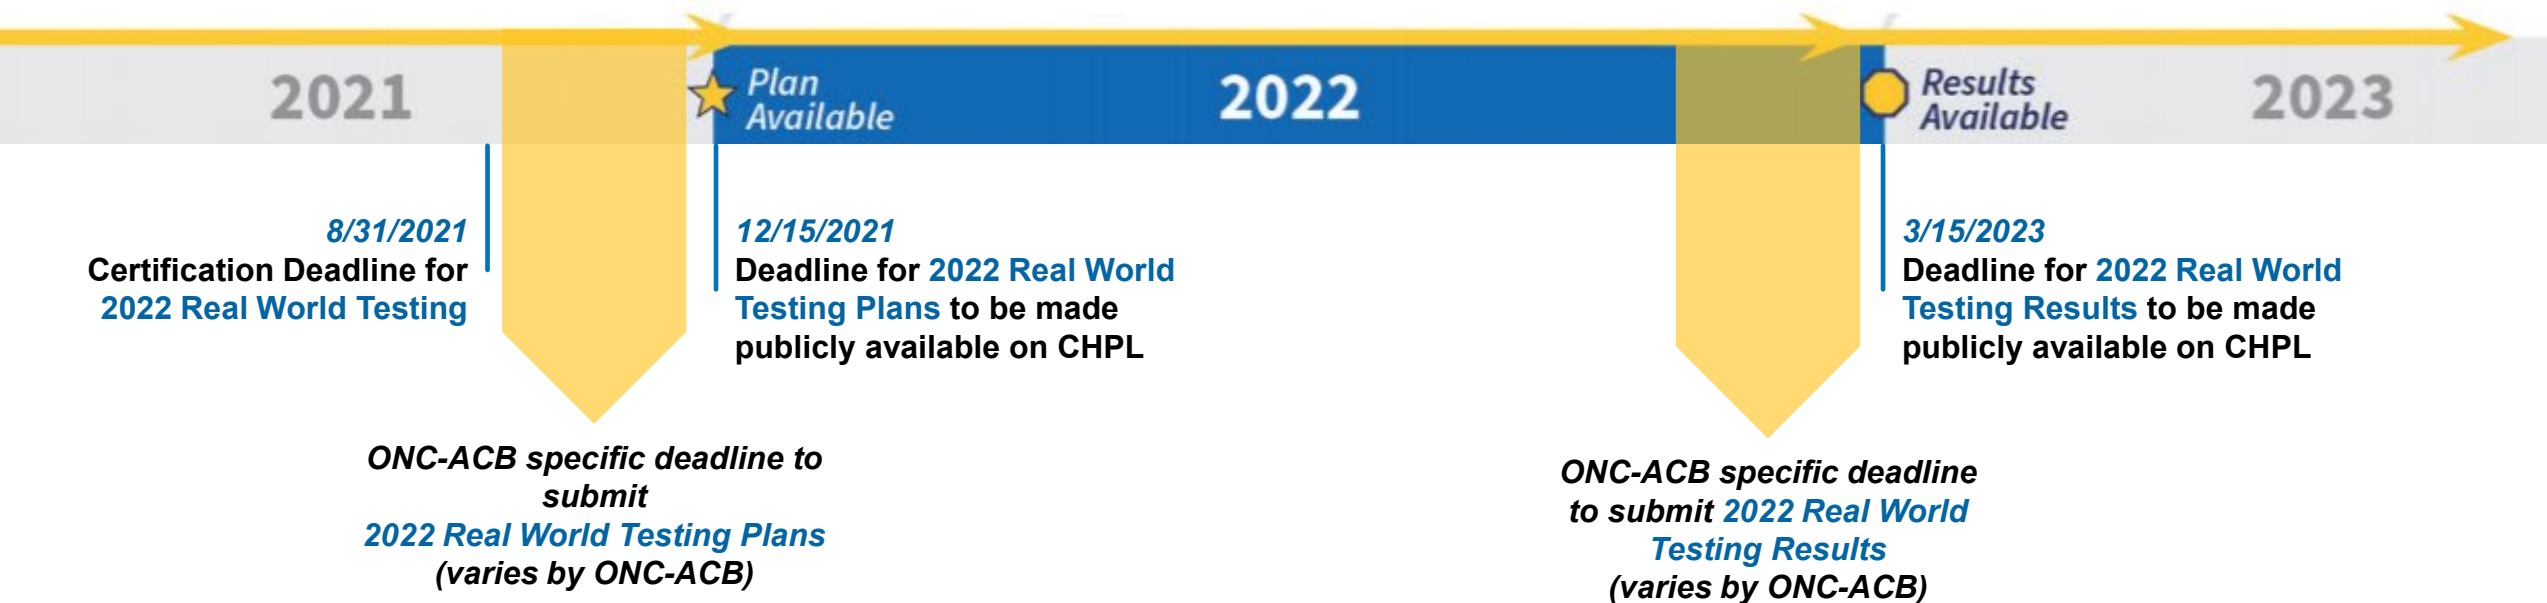 2021
Plan
Available
2022
Results
Available
2023
8/31/2021
Certification Deadline for
2022 Real World Testing
12/15/2021
Deadline for 2022 Real World
Testing Plans to be made
publicly available on CHPL
3/15/2023
Deadline for 2022 Real World
Testing Results to be made
publicly available on CHPL
ONC-ACB specific deadline to
submit
2022 Real World Testing Plans
(varies by ONC-ACB)
ONC-ACB specific deadline
to submit 2022 Real World
Testing Results
(varies by ONC-ACB)